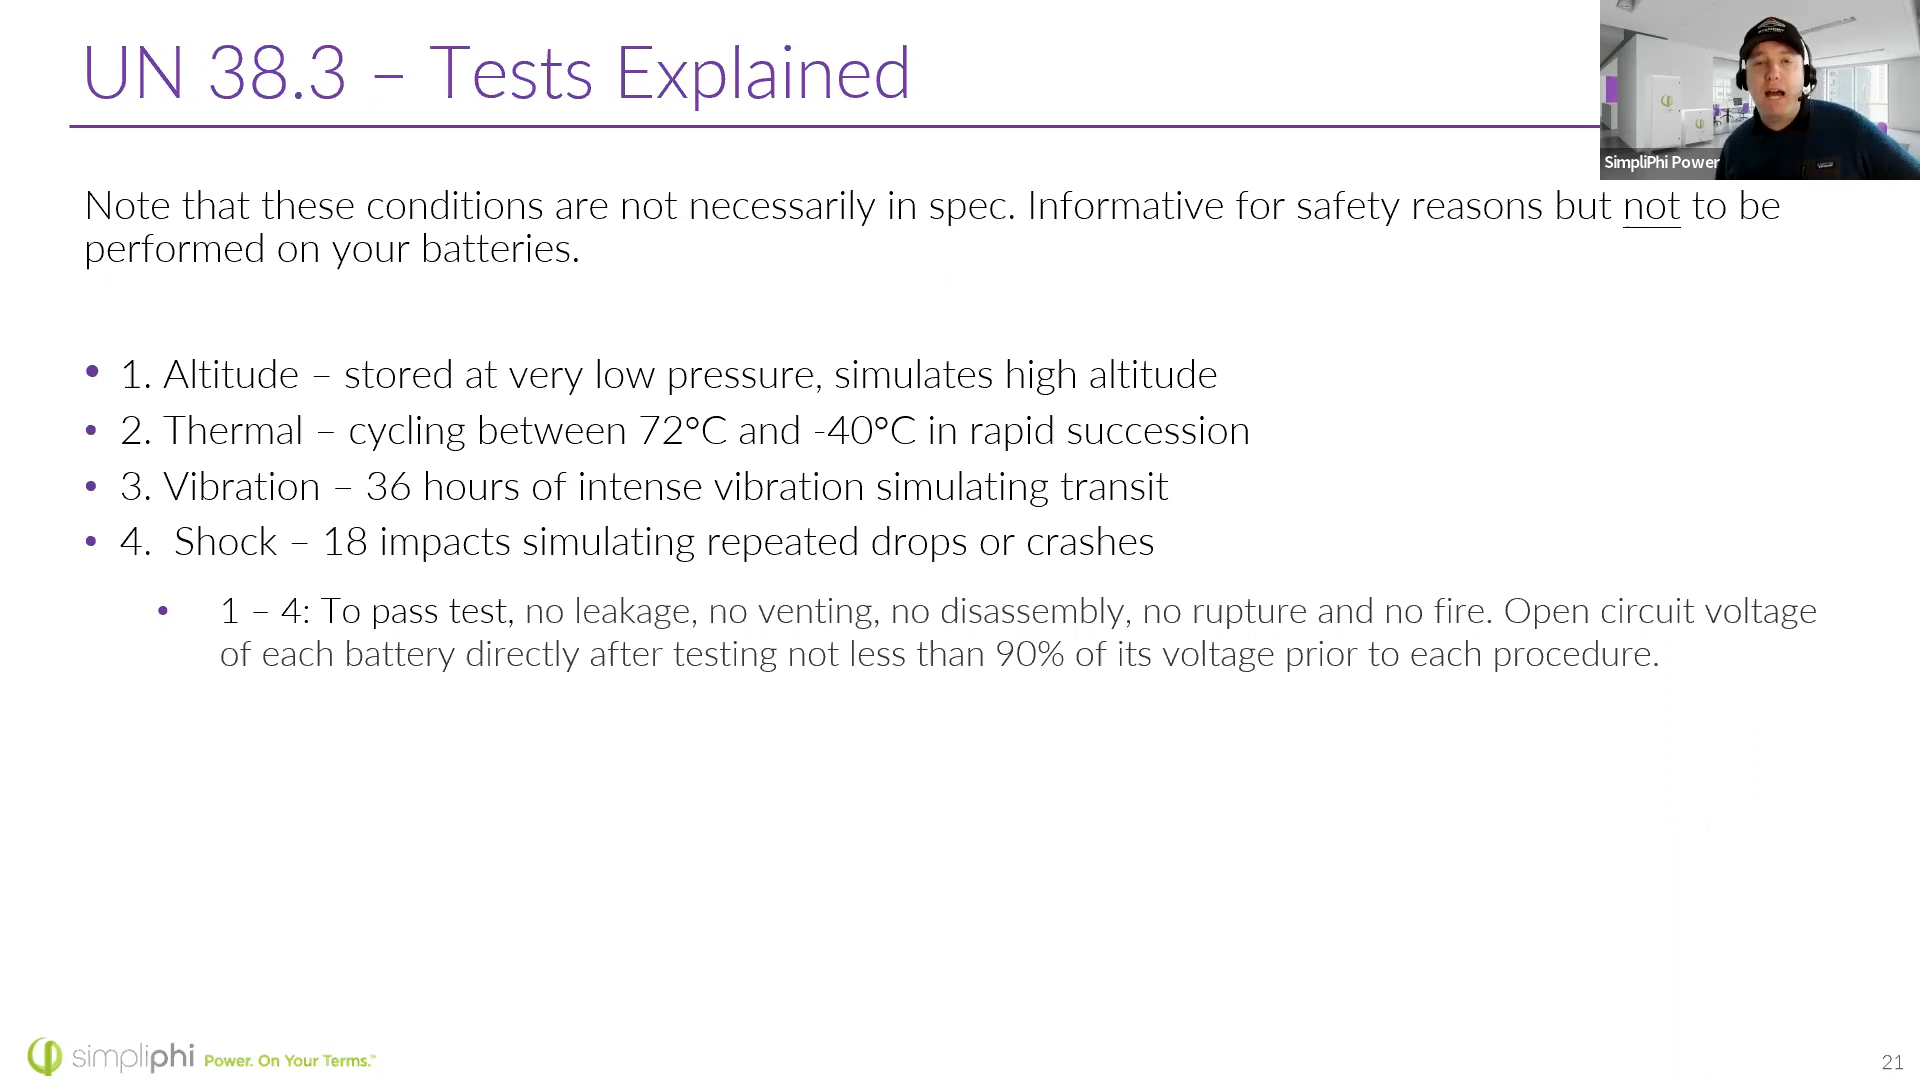 UN 38.3 – Tests Explained
SimpliPhi Power
Note that these conditions are not necessarily in spec. Informative for safety reasons but not to be
performed on your batteries.
• 1. Altitude – stored at very low pressure, simulates high altitude
• 2. Thermal – cycling between 72°C and -40°C in rapid succession
• 3. Vibration – 36 hours of intense vibration simulating transit
• 4. Shock – 18 impacts simulating repeated drops or crashes
• 1 – 4: To pass test, no leakage, no venting, no disassembly, no rupture and no fire. Open circuit voltage
of each battery directly after testing not less than 90% of its voltage prior to each procedure.
simpliphi Power. On Your Terms.™
21